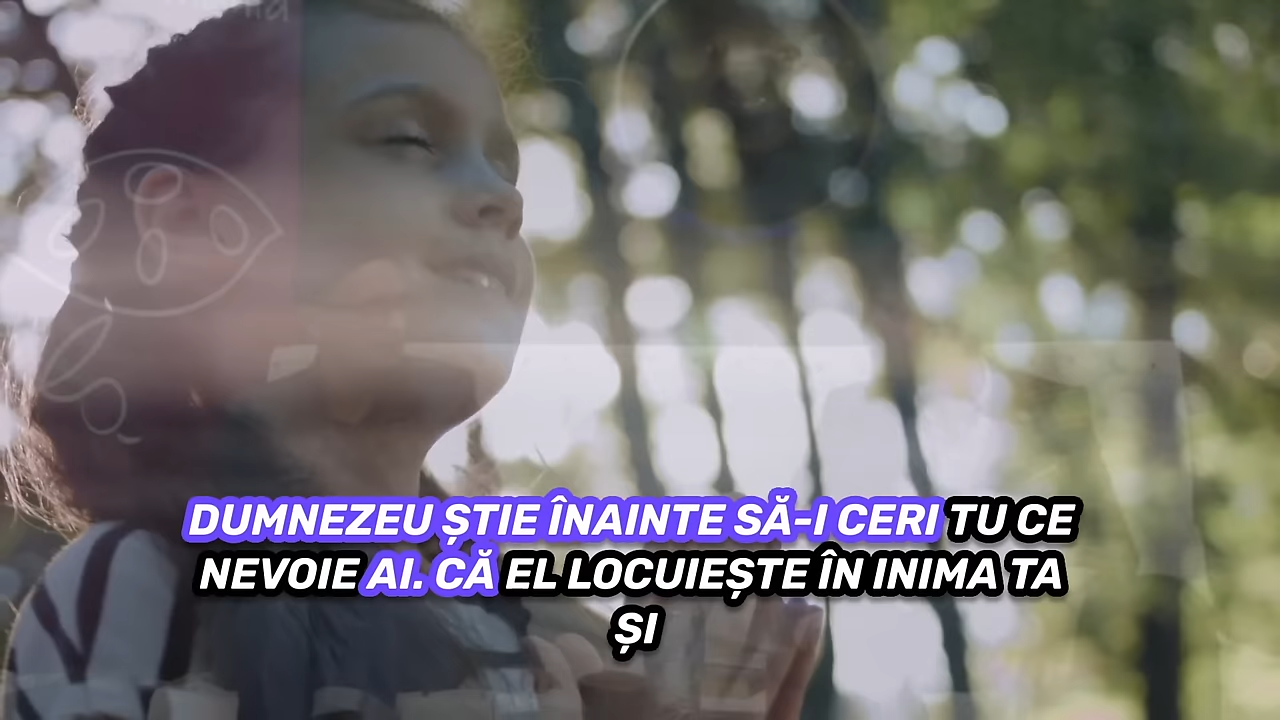 DUMNEZEU ȘTIE ÎNAINTE SĂ-I CERI TU CE
NEVOIE AI. CĂ EL LOCUIEȘTE ÎN INIMA TA
ȘI